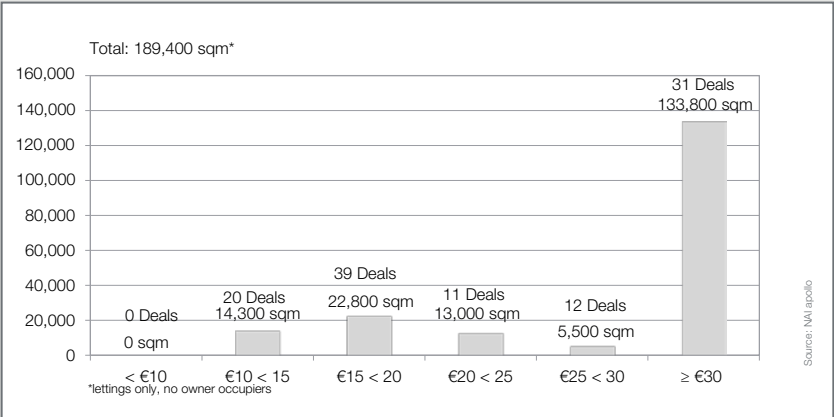 Total: 189,400 sqm*
160,000
140,000
120,000
100,000
80,000
60,000
40,000
20,000
0
0 Deals
0 sqm
20 Deals
14,300 sqm
39 Deals
22,800 sqm
11 Deals
13,000 sqm
12 Deals
5,500 sqm
31 Deals
133,800 sqm
< €10
€10 < 15
€15 < 20
€20 < 25
€25 < 30
≥ €30
*lettings only, no owner occupiers
Source: NAI apollo